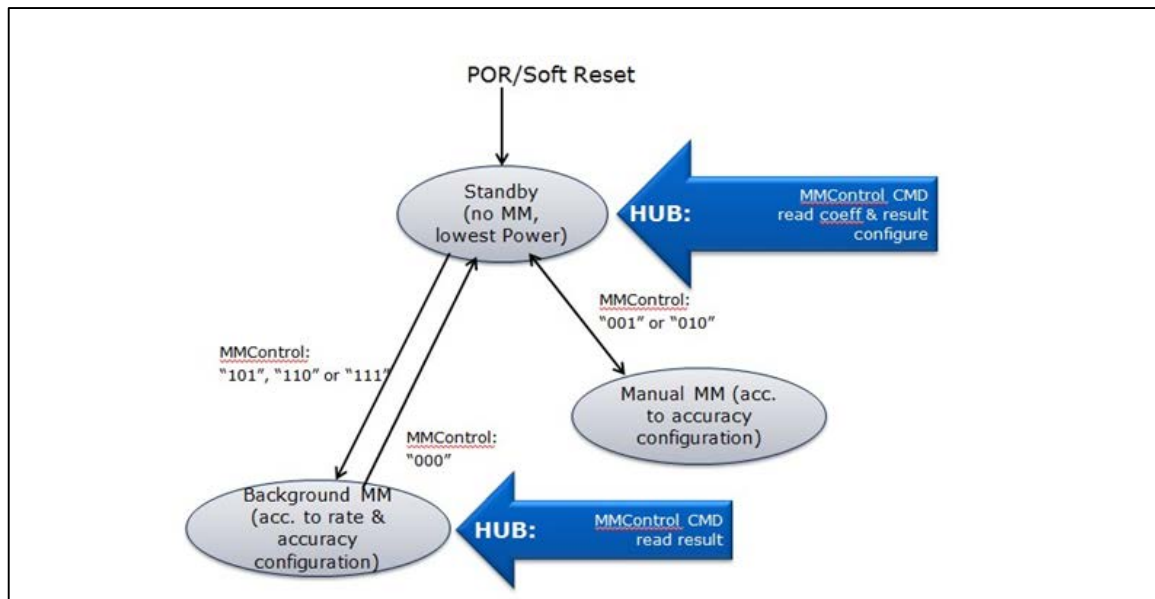 POR/Soft Reset
Standby
(no MM,
lowest Power)
HUB:
MMControl CMD
read coeff & result
configure
MMControl:
“001” or “010”
MMControl:
“101”, “110” or “111”
Manual MM (acc.
to accuracy
configuration)
MMControl:
“000”
Background MM
(acc. to rate &
accuracy
configuration)
HUB:
MMControl CMD
read result